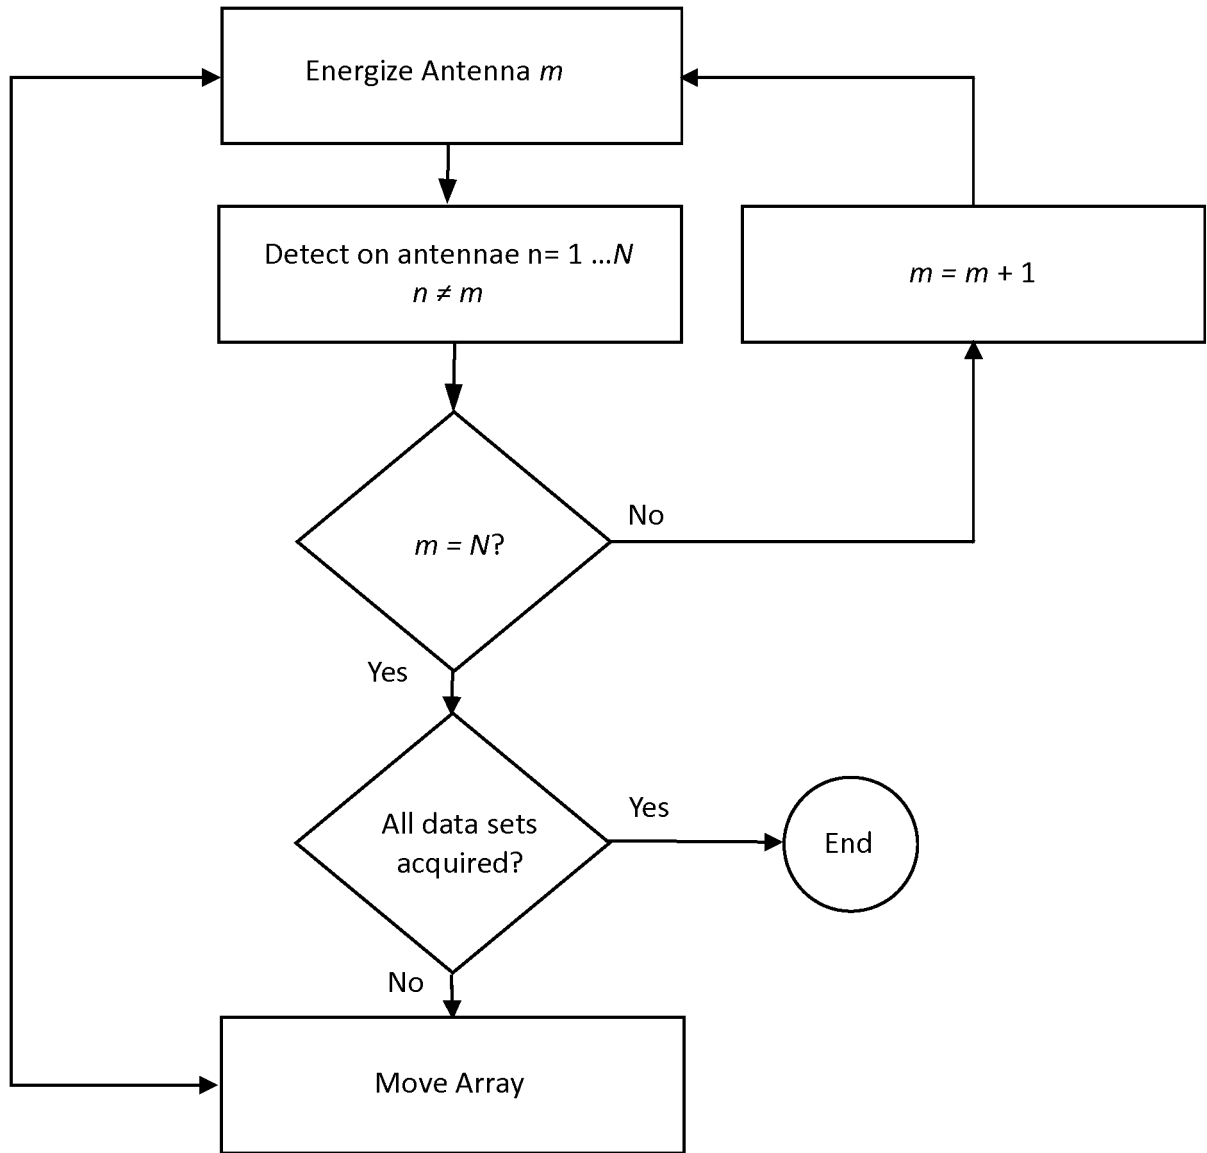 Energize Antenna m
Detect on antennae n= 1 ...N
n ≠ m
m = m + 1
m = N?
No
Yes
All data sets
acquired?
Yes
End
No
Move Array